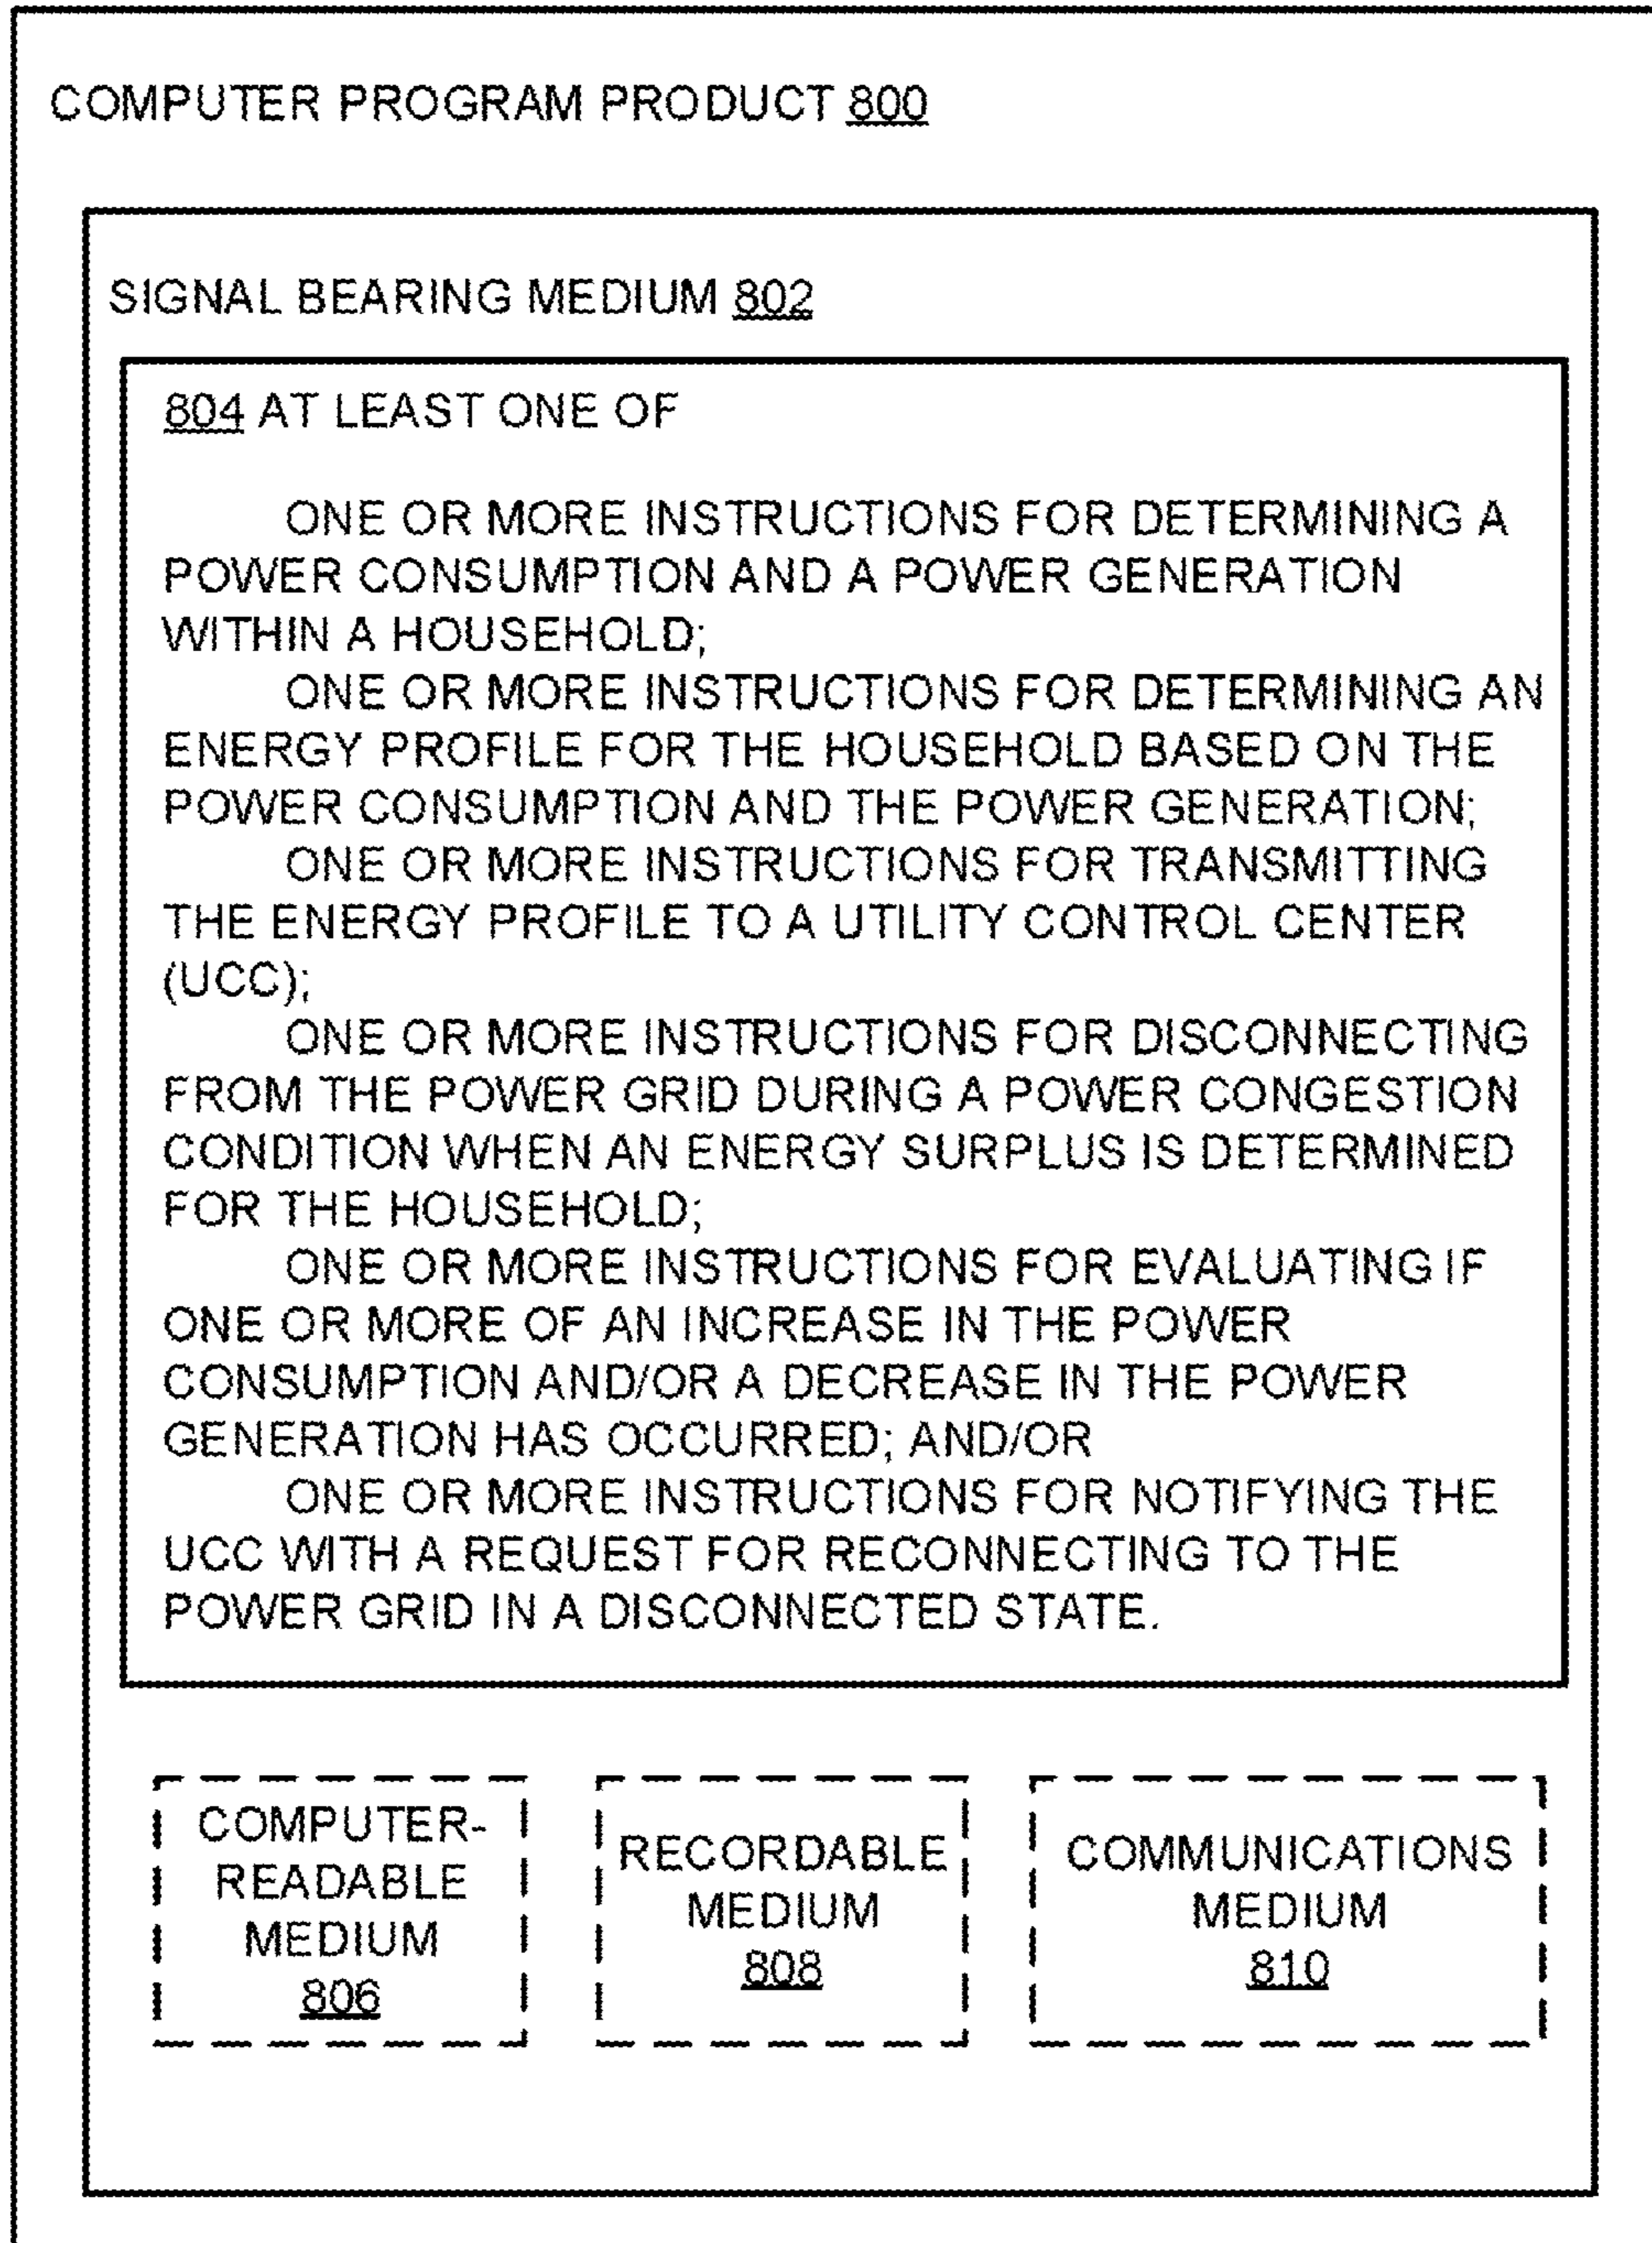 COMPUTER PROGRAM PRODUCT 800
SIGNAL BEARING MEDIUM 802
804 AT LEAST ONE OF
ONE OR MORE INSTRUCTIONS FOR DETERMINING A
POWER CONSUMPTION AND A POWER GENERATION
WITHIN A HOUSEHOLD;
ONE OR MORE INSTRUCTIONS FOR DETERMINING AN
ENERGY PROFILE FOR THE HOUSEHOLD BASED ON THE
POWER CONSUMPTION AND THE POWER GENERATION;
ONE OR MORE INSTRUCTIONS FOR TRANSMITTING
THE ENERGY PROFILE TO A UTILITY CONTROL CENTER
(UCC);
ONE OR MORE INSTRUCTIONS FOR DISCONNECTING
FROM THE POWER GRID DURING A POWER CONGESTION
CONDITION WHEN AN ENERGY SURPLUS IS DETERMINED
FOR THE HOUSEHOLD;
ONE OR MORE INSTRUCTIONS FOR EVALUATING IF
ONE OR MORE OF AN INCREASE IN THE POWER
CONSUMPTION AND/OR A DECREASE IN THE POWER
GENERATION HAS OCCURRED; AND/OR
ONE OR MORE INSTRUCTIONS FOR NOTIFYING THE
UCC WITH A REQUEST FOR RECONNECTING TO THE
POWER GRID IN A DISCONNECTED STATE.
COMPUTER-
READABLE
MEDIUM
806
RECORDABLE
MEDIUM
808
COMMUNICATIONS
MEDIUM
810